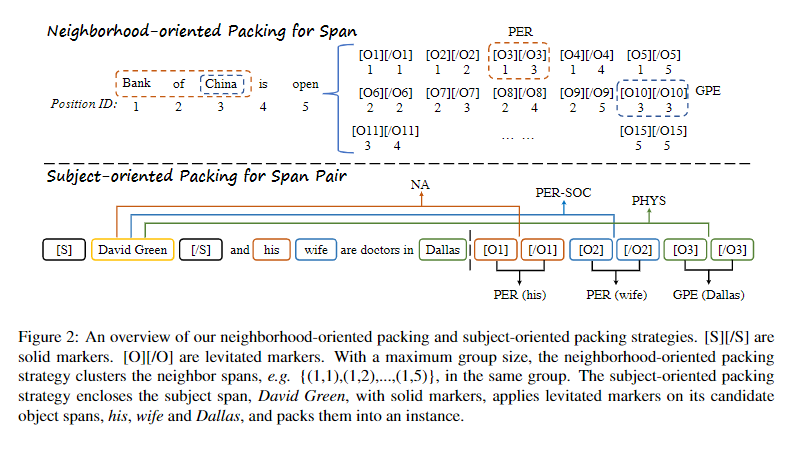 Neighborhood-oriented Packing for Span
PER
[O1][/O1] [O2][/O2] [O3][/O3] [O4][/O4] [O5][/O5]
1 1 1 2 1 3 1 4 1 5
Bank of China is open
[O6][/O6] [O7][/O7] [O8][/O8] [O9][/O9] [O10][/O10] GPE
Position ID: 1 2 3 4 5
2 2 2 3 2 4 2 5 3 3
[O11][/O11] ... ... [O15][/O15]
3 4 5 5
Subject-oriented Packing for Span Pair
NA
PER-SOC
PHYS
[S] David Green [/S] and his wife are doctors in Dallas [O1] [/O1] [O2] [/O2] [O3] [/O3]
PER (his) PER (wife) GPE (Dallas)
Figure 2: An overview of our neighborhood-oriented packing and subject-oriented packing strategies. [S][/S] are
solid markers. [O][/O] are levitated markers. With a maximum group size, the neighborhood-oriented packing
strategy clusters the neighbor spans, e.g. {(1,1),(1,2),...,(1,5)}, in the same group. The subject-oriented packing
strategy encloses the subject span, David Green, with solid markers, applies levitated markers on its candidate
object spans, his, wife and Dallas, and packs them into an instance.